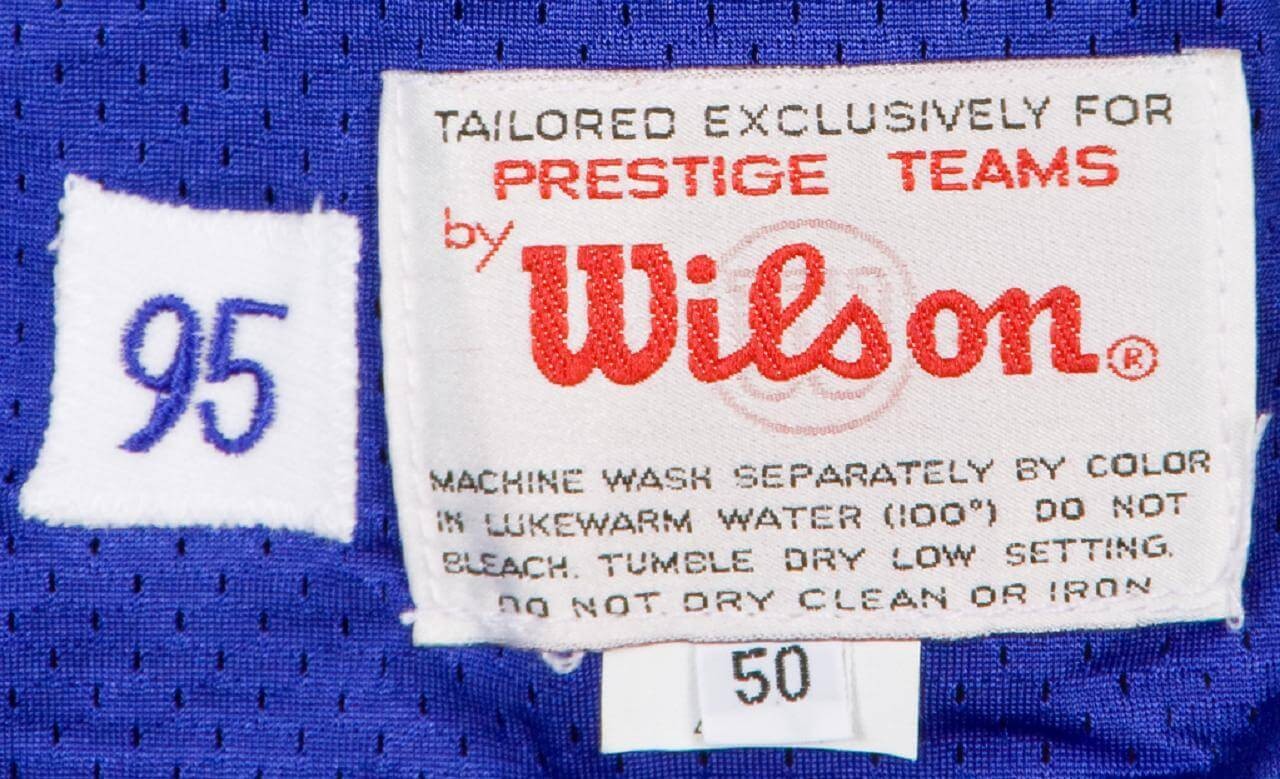 95
TAILORED EXCLUSIVELY FOR
PRESTIGE TEAMS
by Wilson ®
MACHINE WASH SEPARATELY BY COLOR
IN LUKEWARM WATER (100°) DO NOT
BLEACH. TUMBLE DRY LOW SETTING.
DO NOT DRY CLEAN OR IRON
50